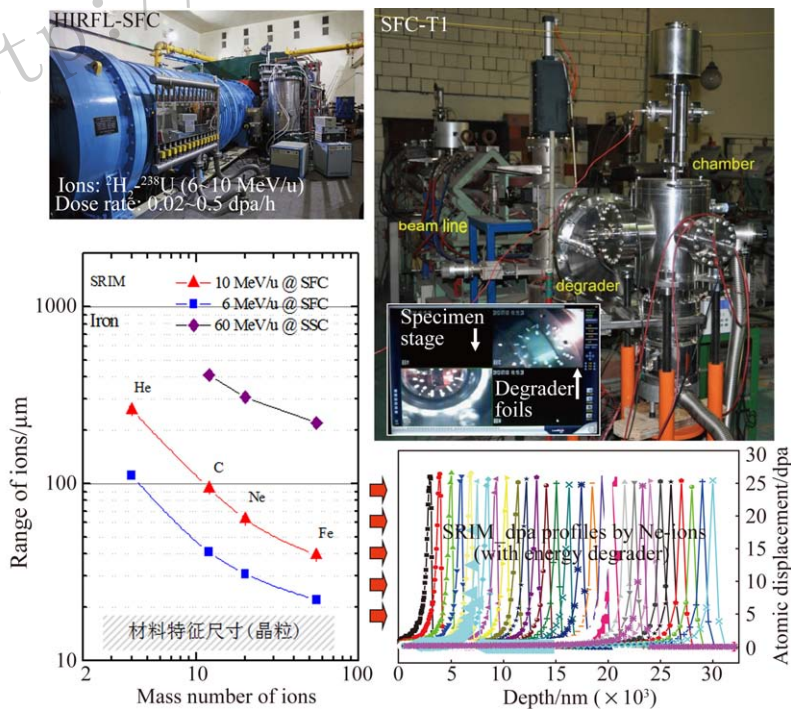 HIRFL-SFC
Ions: ²H₂-²³⁸U (6~10 MeV/u)
Dose rate: 0.02~0.5 dpa/h
SFC-T1
chamber
beam line
degrader
Specimen
stage
Degrader
foils
SRIM
Iron
10 MeV/u @ SFC
6 MeV/u @ SFC
60 MeV/u @ SSC
He
C
Ne
Fe
材料特征尺寸(晶粒)
1000
100
10
Range of ions/μm
2
10
100
Mass number of ions
SRIM_dpa profiles by Ne-ions
(with energy degrader)
30
25
20
15
10
5
0
Atomic displacement/dpa
0
5
10
15
20
25
30
Depth/nm (×10³)